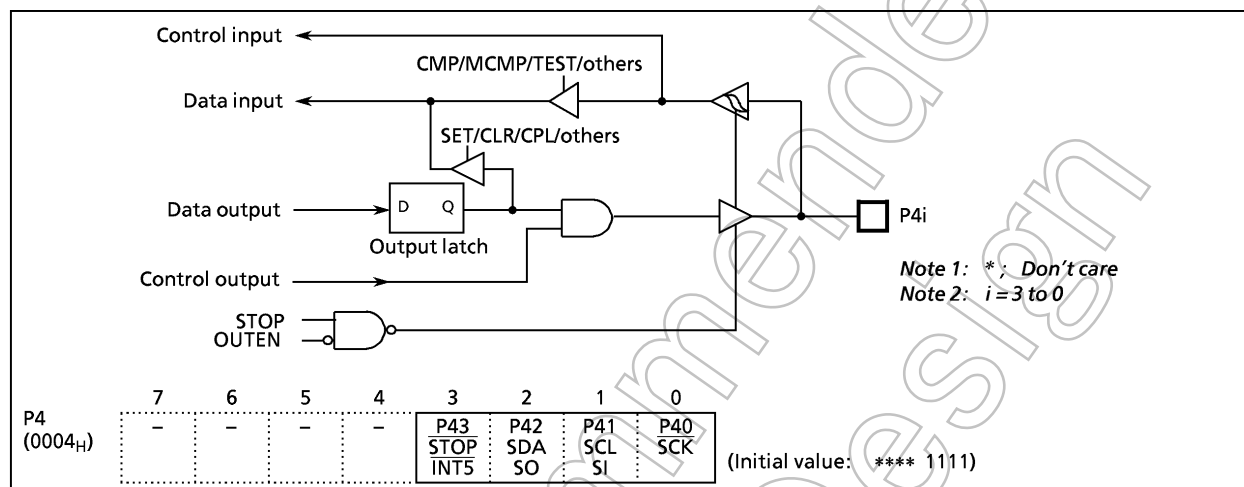 Control input
CMP/MCMP/TEST/others
Data input
SET/CLR/CPL/others
Data output
D Q
P4i
Output latch
Note 1: * ; Don't care
Control output
Note 2: i = 3 to 0
STOP
OUTEN
7 6 5 4 3 2 1 0
P4 (0004H)
– – – – P43 P42 P41 P40
STOP SDA SCL SCK
INT5 SO SI
(Initial value: **** 1111)
mmende
esign